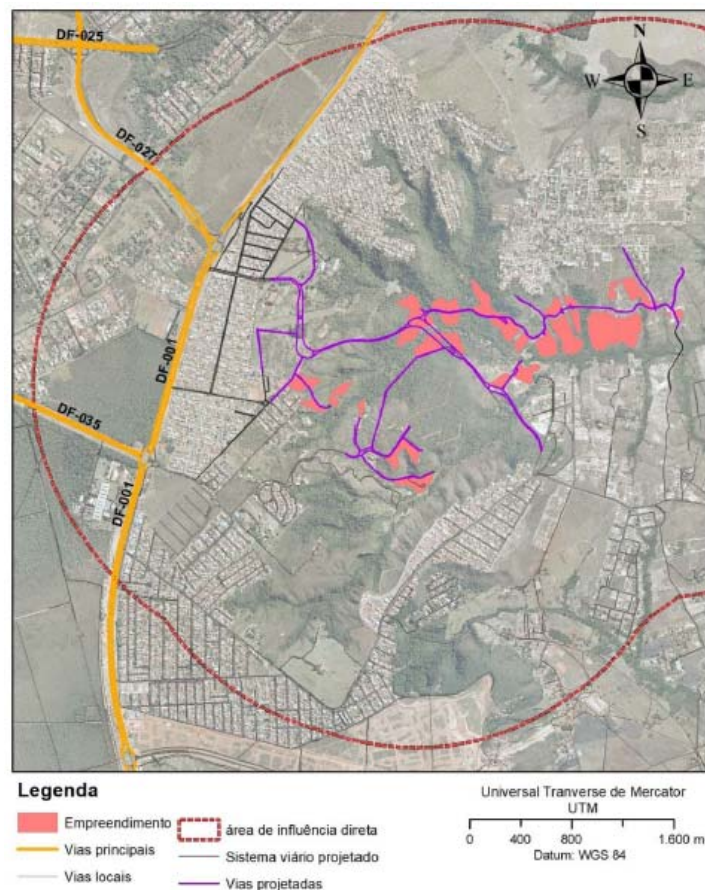 DF-025
N
W E
S
DF-027
DF-001
DF-035
DF-001
Legenda
Empreendimento
Vias principais
Vias locais
área de influência direta
Sistema viário projetado
Vias projetadas
Universal Tranverse de Mercator
UTM
0 400 800 1.600 m
Datum: WGS 84